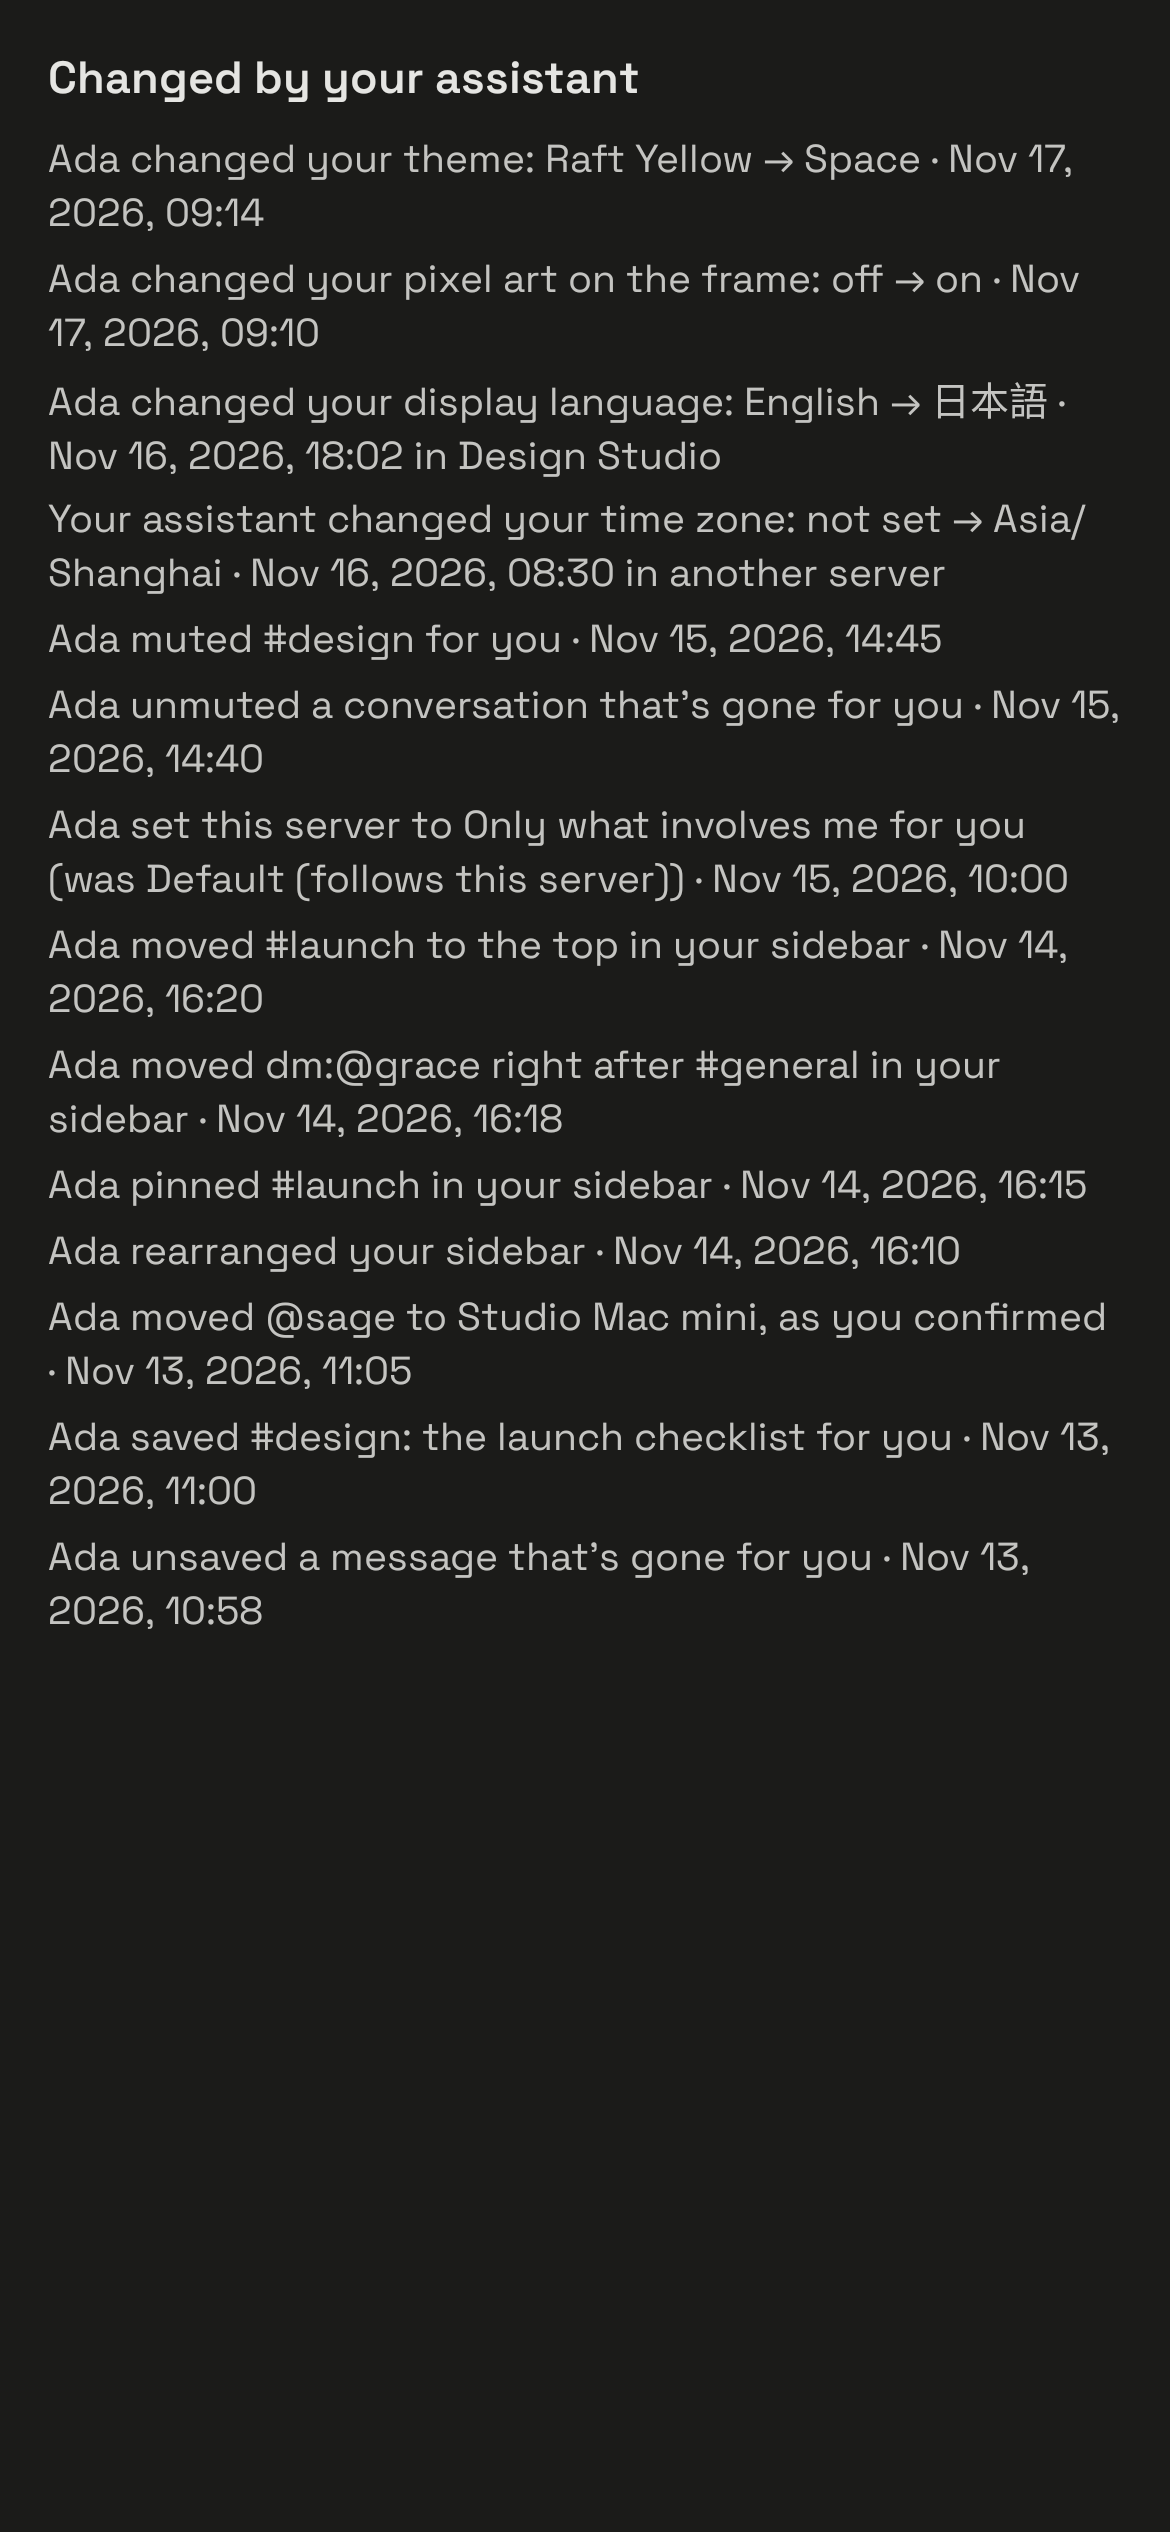 Changed by your assistant
Ada changed your theme: Raft Yellow → Space · Nov 17,
2026, 09:14
Ada changed your pixel art on the frame: off → on · Nov
17, 2026, 09:10
Ada changed your display language: English → 日本語 ·
Nov 16, 2026, 18:02 in Design Studio
Your assistant changed your time zone: not set → Asia/
Shanghai · Nov 16, 2026, 08:30 in another server
Ada muted #design for you · Nov 15, 2026, 14:45
Ada unmuted a conversation that’s gone for you · Nov 15,
2026, 14:40
Ada set this server to Only what involves me for you
(was Default (follows this server)) · Nov 15, 2026, 10:00
Ada moved #launch to the top in your sidebar · Nov 14,
2026, 16:20
Ada moved dm:@grace right after #general in your
sidebar · Nov 14, 2026, 16:18
Ada pinned #launch in your sidebar · Nov 14, 2026, 16:15
Ada rearranged your sidebar · Nov 14, 2026, 16:10
Ada moved @sage to Studio Mac mini, as you confirmed
· Nov 13, 2026, 11:05
Ada saved #design: the launch checklist for you · Nov 13,
2026, 11:00
Ada unsaved a message that’s gone for you · Nov 13,
2026, 10:58